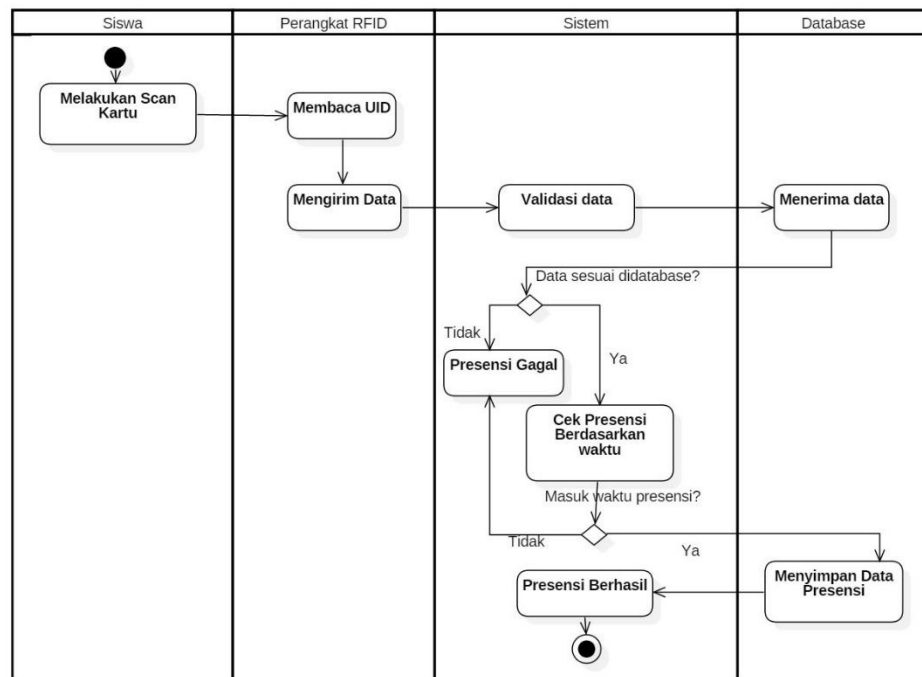 Siswa
Perangkat RFID
Sistem
Database
Melakukan Scan
Kartu
Membaca UID
Mengirim Data
Validasi data
Menerima data
Data sesuai didatabase?
Tidak
Ya
Presensi Gagal
Cek Presensi
Berdasarkan
waktu
Masuk waktu presensi?
Tidak
Ya
Menyimpan Data
Presensi
Presensi Berhasil